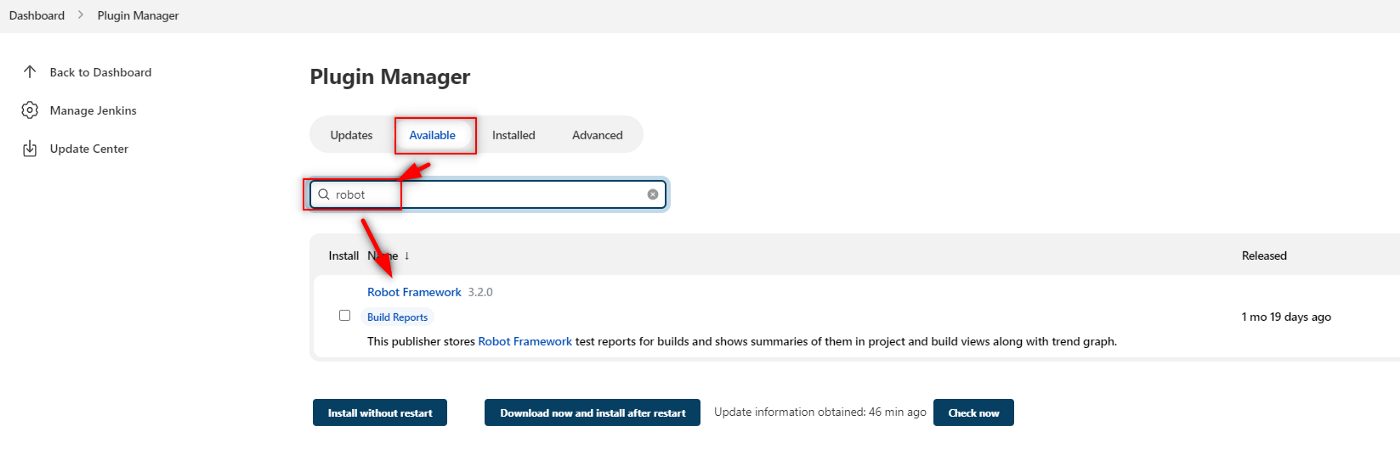 Dashboard > Plugin Manager
Back to Dashboard
Manage Jenkins
Update Center
Plugin Manager
Updates Available Installed Advanced
robot
Install Name ↓ Released
Robot Framework 3.2.0
Build Reports
1 mo 19 days ago
This publisher stores Robot Framework test reports for builds and shows summaries of them in project and build views along with trend graph.
Install without restart Download now and install after restart Update information obtained: 46 min ago Check now